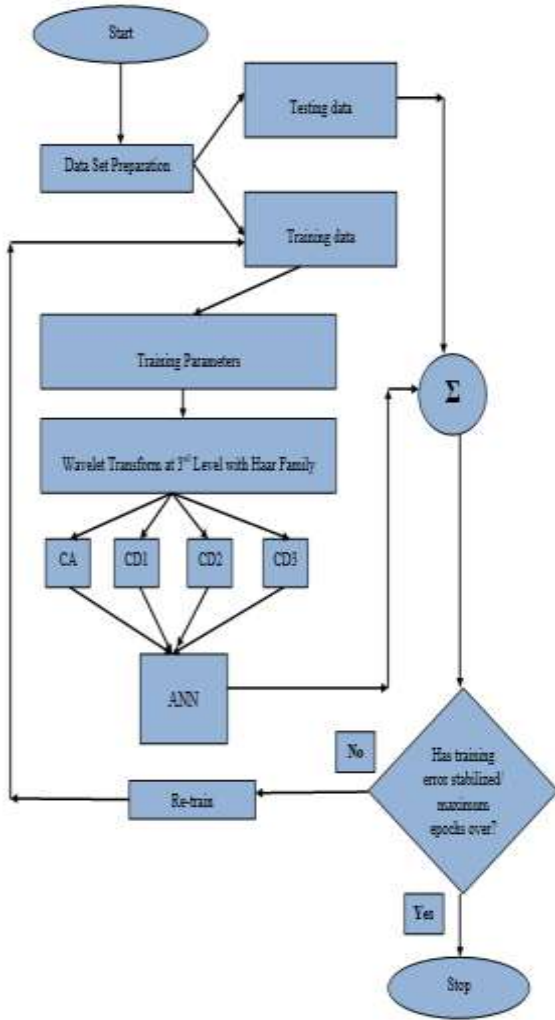 Start
Testing data
Data Set Preparation
Training data
Training Parameters
Σ
Wavelet Transform at 3rd Level with Haar Family
CA
CD1
CD2
CD3
ANN
No
Has training
error stabilized/
maximum
epochs over?
Re-train
Yes
Stop